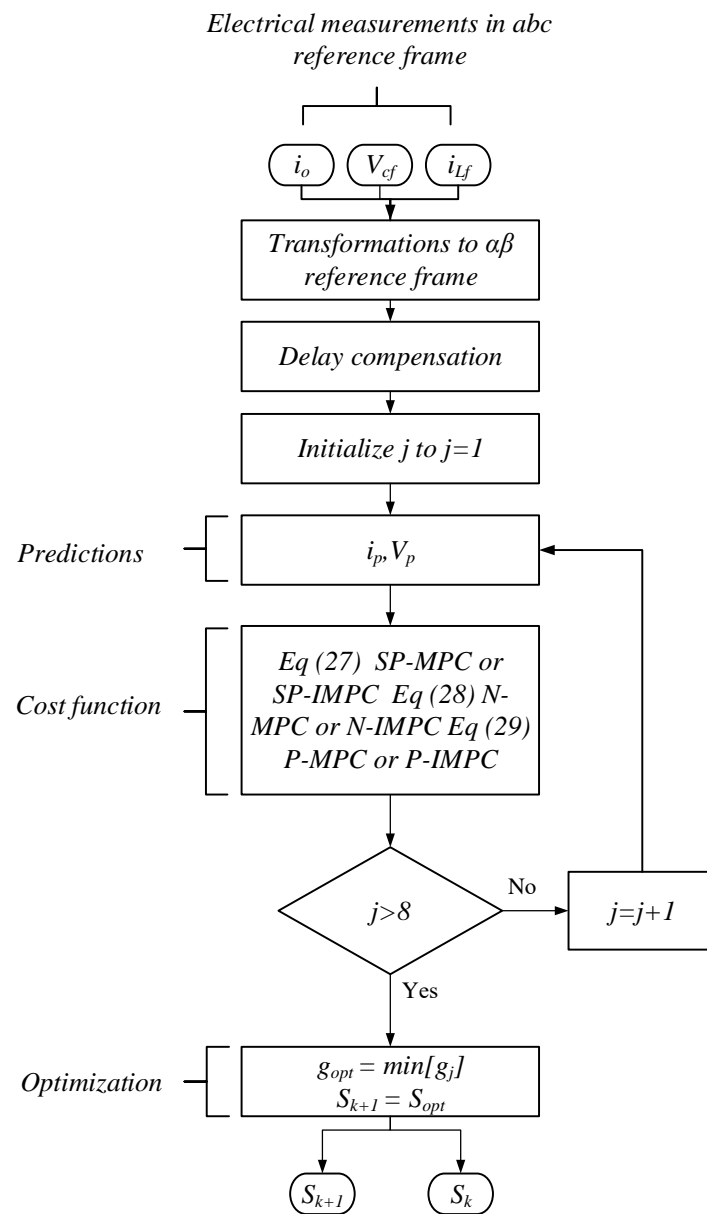 Electrical measurements in abc
reference frame
i_o
V_cf
i_Lf
Transformations to αβ
reference frame
Delay compensation
Initialize j to j=1
Predictions
i_p,V_p
Cost function
Eq (27) SP-MPC or
SP-IMPC Eq (28) N-
MPC or N-IMPC Eq (29)
P-MPC or P-IMPC
j>8
No
j=j+1
Yes
Optimization
g_opt = min[g_j]
S_k+1 = S_opt
S_k+1
S_k